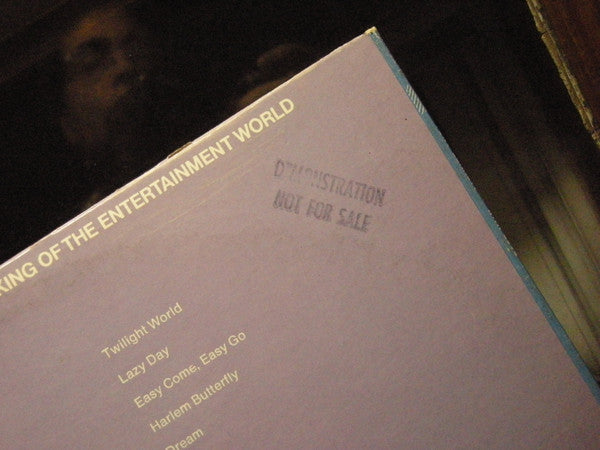 KING OF THE ENTERTAINMENT WORLD
DEMONSTRATION
NOT FOR SALE
Twilight World
Lazy Day
Easy Come, Easy Go
Harlem Butterfly
Dream